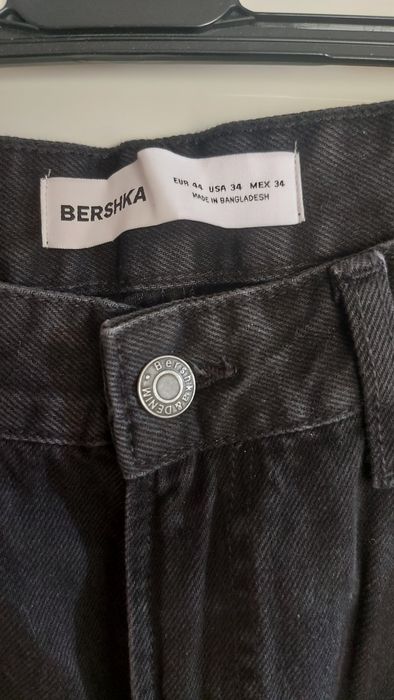 BERSHKA
EUR 44 USA 34 MEX 34
MADE IN BANGLADESH
Bershka & DENIM •